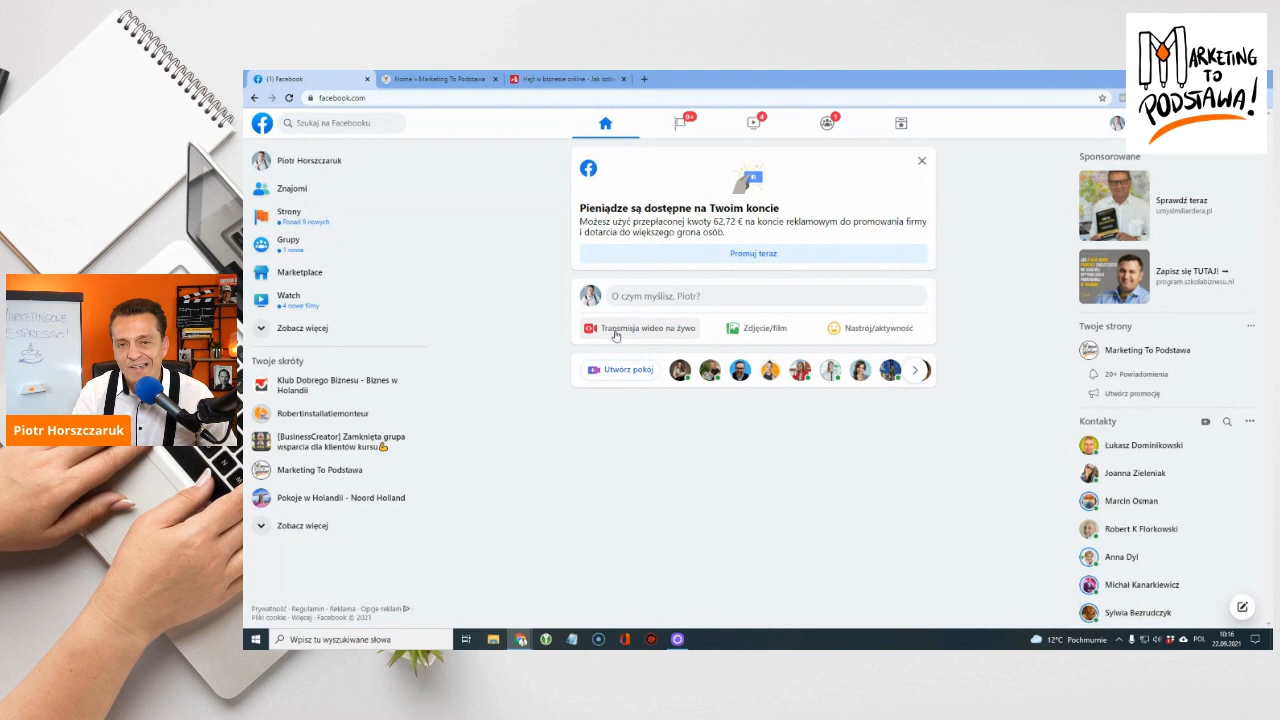 MARKETING
TO
PODSTAWA!
(1) Facebook
Home » Marketing To Podstawa
Hejt w biznesie online - Jak sobi
facebook.com
Szukaj na Facebooku
9+
4
1
Piotr Horszczaruk
Znajomi
Strony
Ponad 9 nowych
Grupy
1 nowa
Marketplace
Watch
4 nowe filmy
Zobacz więcej
Twoje skróty
Klub Dobrego Biznesu - Biznes w
Holandii
Robertinstallatiemonteur
[BusinessCreator] Zamknięta grupa
wsparcia dla klientów kursu💪
Marketing To Podstawa
Pokoje w Holandii - Noord Holland
Zobacz więcej
Prywatność · Regulamin · Reklama · Opcje reklam
Pliki cookie · Więcej · Facebook © 2021
Pieniądze są dostępne na Twoim koncie
Możesz użyć przepłaconej kwoty 62,72 € na koncie reklamowym do promowania firmy
i dotarcia do większego grona osób.
Promuj teraz
O czym myślisz, Piotr?
Transmisja wideo na żywo
Zdjęcie/film
Nastrój/aktywność
Utwórz pokój
Sponsorowane
Sprawdź teraz
umyslmiliardera.pl
Zapisz się TUTAJ!
program.szkolabiznesu.nl
Twoje strony
Marketing To Podstawa
20+ Powiadomienia
Utwórz promocję
Kontakty
Łukasz Dominikowski
Joanna Zieleniak
Marcin Osman
Robert K Florkowski
Anna Dyl
Michał Kanarkiewicz
Sylwia Bezrudczyk
ESPRESSO!
Piotr Horszczaruk
Wpisz tu wyszukiwane słowa
12°C Pochmurnie
POL
10:16
22.09.2021